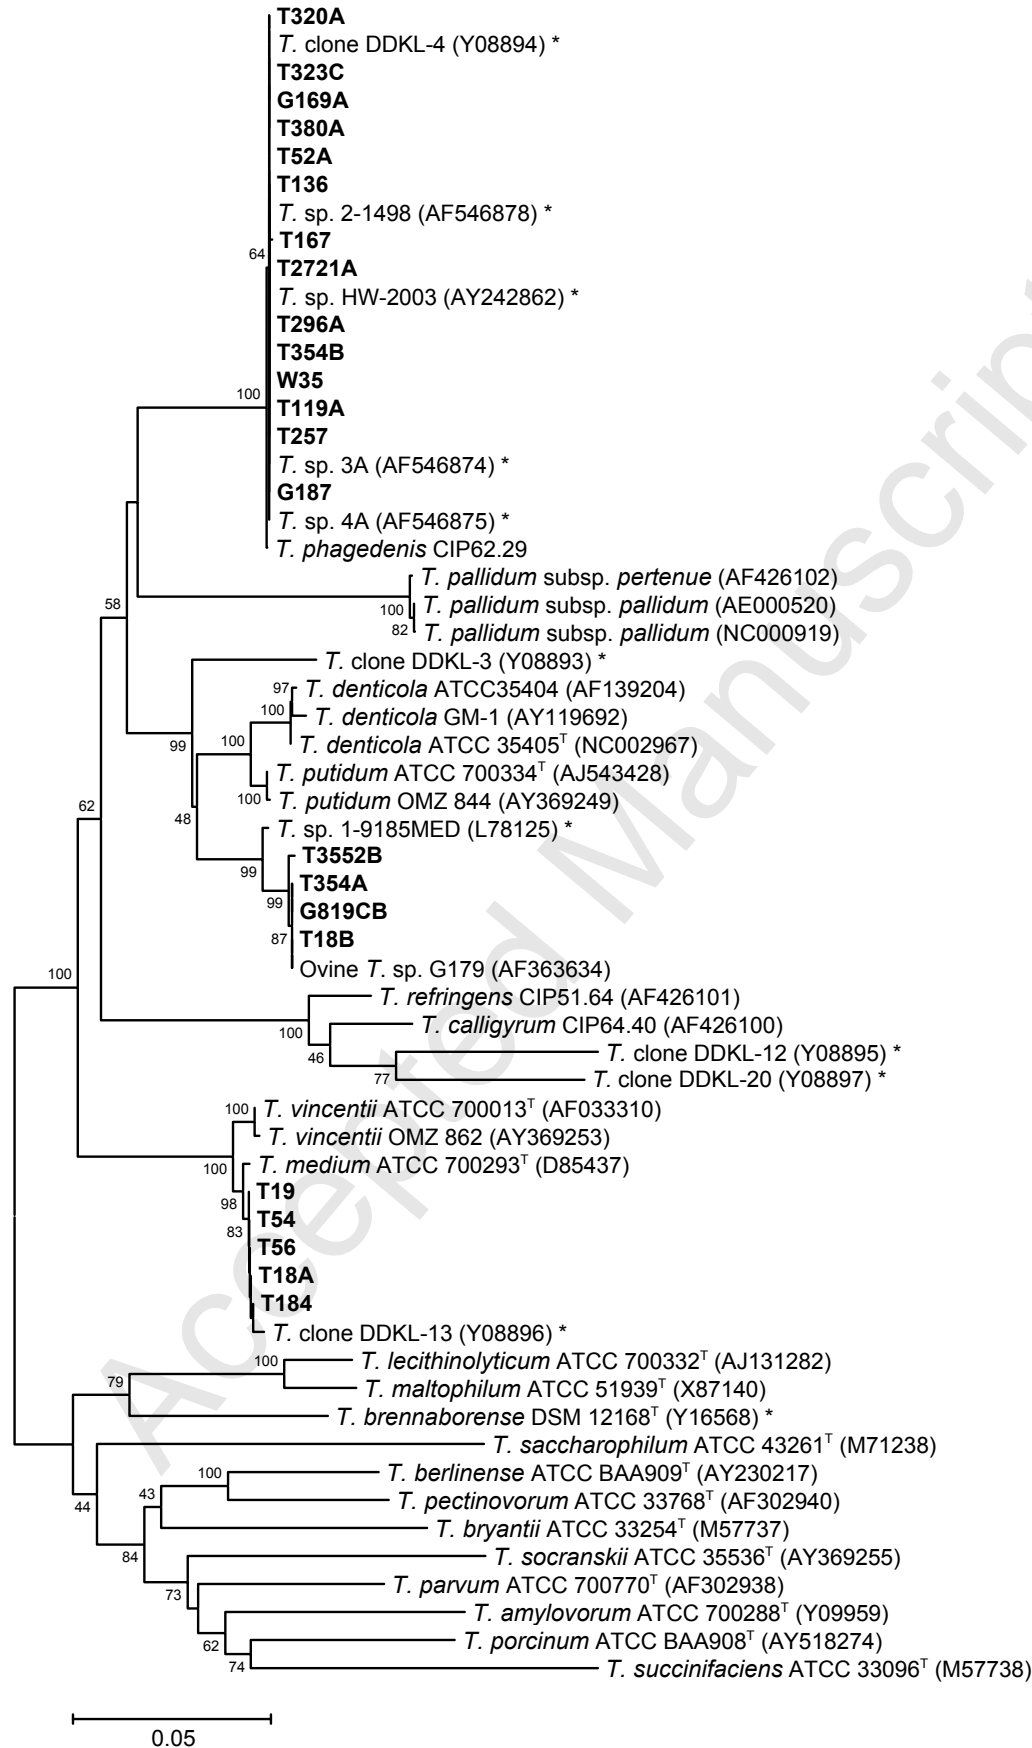 T320A
T. clone DDKL-4 (Y08894) *
T323C
G169A
T380A
T52A
T136
T. sp. 2-1498 (AF546878) *
T167
64
T2721A
T. sp. HW-2003 (AY242862) *
T296A
T354B
W35
100
T119A
T257
T. sp. 3A (AF546874) *
G187
T. sp. 4A (AF546875) *
T. phagedenis CIP62.29
T. pallidum subsp. pertenue (AF426102)
58
100
T. pallidum subsp. pallidum (AE000520)
82
T. pallidum subsp. pallidum (NC000919)
T. clone DDKL-3 (Y08893) *
97
T. denticola ATCC35404 (AF139204)
100
T. denticola GM-1 (AY119692)
99
100
T. denticola ATCC 35405T (NC002967)
T. putidum ATCC 700334T (AJ543428)
100
T. putidum OMZ 844 (AY369249)
62
48
T. sp. 1-9185MED (L78125) *
T3552B
99
T354A
99
G819CB
87
T18B
Ovine T. sp. G179 (AF363634)
100
T. refringens CIP51.64 (AF426101)
100
T. calligyrum CIP64.40 (AF426100)
46
T. clone DDKL-12 (Y08895) *
77
T. clone DDKL-20 (Y08897) *
100
T. vincentii ATCC 700013T (AF033310)
T. vincentii OMZ 862 (AY369253)
100
T. medium ATCC 700293T (D85437)
98
T19
83
T54
T56
T18A
T184
T. clone DDKL-13 (Y08896) *
100
T. lecithinolyticum ATCC 700332T (AJ131282)
79
T. maltophilum ATCC 51939T (X87140)
T. brennaborense DSM 12168T (Y16568) *
T. saccharophilum ATCC 43261T (M71238)
100
T. berlinense ATCC BAA909T (AY230217)
44
43
T. pectinovorum ATCC 33768T (AF302940)
T. bryantii ATCC 33254T (M57737)
84
T. socranskii ATCC 35536T (AY369255)
73
T. parvum ATCC 700770T (AF302938)
T. amylovorum ATCC 700288T (Y09959)
62
T. porcinum ATCC BAA908T (AY518274)
74
T. succinifaciens ATCC 33096T (M57738)
0.05
Accepted Manuscript